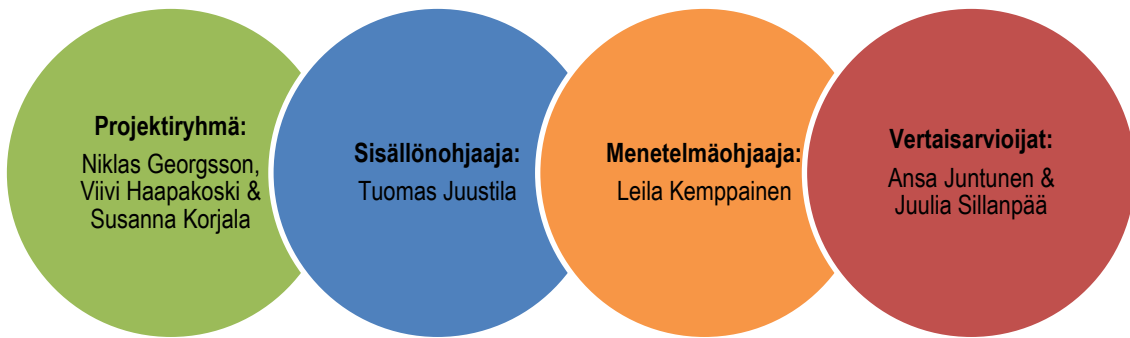 Projektiryhmä:
Niklas Georgsson,
Viivi Haapakoski &
Susanna Korjala
Sisällönohjaaja:
Tuomas Juustila
Menetelmäohjaaja:
Leila Kemppainen
Vertaisarvioijat:
Ansa Juntunen &
Juulia Sillanpää